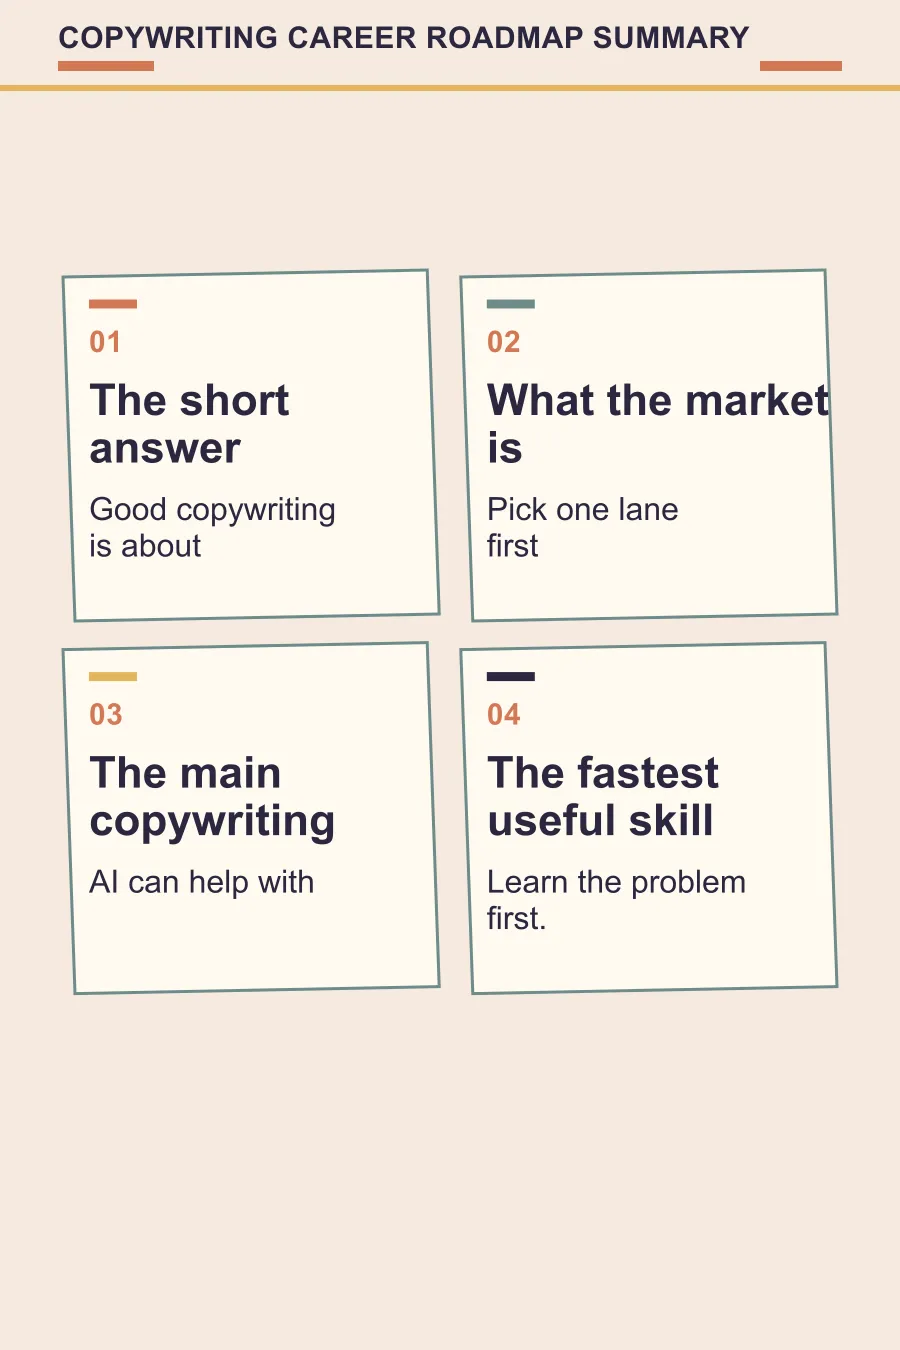 COPYWRITING CAREER ROADMAP SUMMARY
01
The short
answer
Good copywriting
is about
02
What the market
is
Pick one lane
first
03
The main
copywriting
AI can help with
04
The fastest
useful skill
Learn the problem
first.